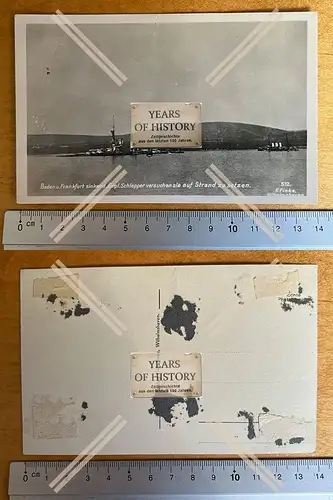 YEARS
OF HISTORY
Zeitgeschichte
aus den letzten 100 Jahren.
Baden u. Frankfurt sinkend. Engl. Schlepper versuchen sie auf Strand zu setzen.
512.
F. Finke,
Wilhelmshaven.
0 cm 1 2 3 4 5 6 7 8 9 10 11 12 13 14
Wilhelmshaven.
YEARS
OF HISTORY
Zeitgeschichte
aus den letzten 100 Jahren.
0 cm 1 2 3 4 5 6 7 8 9 10 11 12 13 14